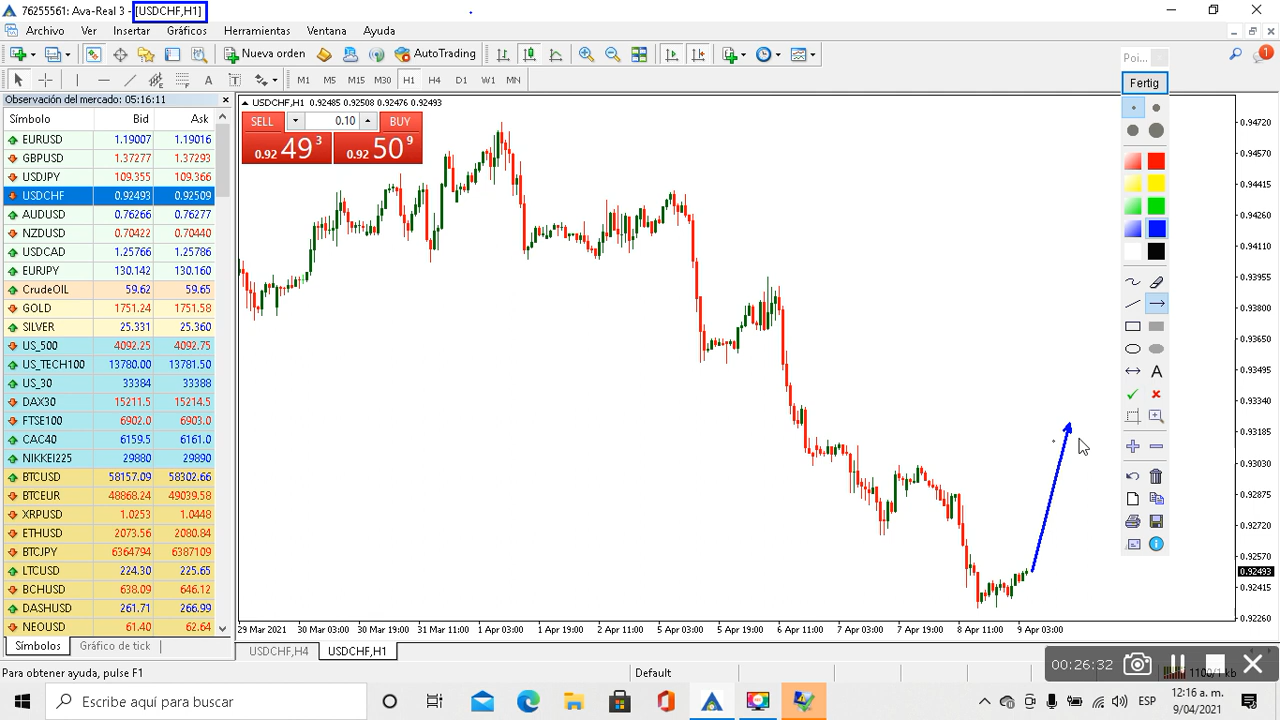 76255561: Ava-Real 3 - [USDCHF,H1]
Archivo Ver Insertar Gráficos Herramientas Ventana Ayuda
Nueva orden AutoTrading
A T M1 M5 M15 M30 H1 H4 D1 W1 MN
Observación del mercado: 05:16:11
Símbolo Bid Ask
EURUSD 1.19007 1.19016
GBPUSD 1.37277 1.37293
USDJPY 109.355 109.366
USDCHF 0.92493 0.92509
AUDUSD 0.76266 0.76277
NZDUSD 0.70422 0.70440
USDCAD 1.25766 1.25786
EURJPY 130.142 130.160
CrudeOIL 59.62 59.65
GOLD 1751.24 1751.58
SILVER 25.331 25.360
US_500 4092.25 4092.75
US_TECH100 13780.00 13781.50
US_30 33384 33388
DAX30 15211.5 15214.5
FTSE100 6902.0 6903.0
CAC40 6159.5 6161.0
NIKKEI225 29880 29890
BTCUSD 58157.09 58302.66
BTCEUR 48868.24 49039.58
XRPUSD 1.0253 1.0448
ETHUSD 2073.56 2080.84
BTCJPY 6364794 6387109
LTCUSD 224.30 225.65
BCHUSD 638.09 646.12
DASHUSD 261.71 266.99
NEOUSD 61.40 62.64
Símbolos Gráfico de tick
USDCHF,H1 0.92485 0.92508 0.92476 0.92493
SELL 0.10 BUY
0.92 49 3 0.92 50 9
0.94720
0.94570
0.94415
0.94260
0.94110
0.93955
0.93800
0.93650
0.93495
0.93340
0.93185
0.93030
0.92875
0.92720
0.92570
0.92493
0.92415
0.92260
29 Mar 2021 30 Mar 03:00 30 Mar 19:00 31 Mar 11:00 1 Apr 03:00 1 Apr 19:00 2 Apr 11:00 5 Apr 03:00 5 Apr 19:00 6 Apr 11:00 7 Apr 03:00 7 Apr 19:00 8 Apr 11:00 9 Apr 03:00
USDCHF,H4 USDCHF,H1
Poi...
Fertig
A
Para obtener ayuda, pulse F1 Default
00:26:32
1100/1 kb
Escribe aquí para buscar
ESP
12:16 a. m.
9/04/2021
1